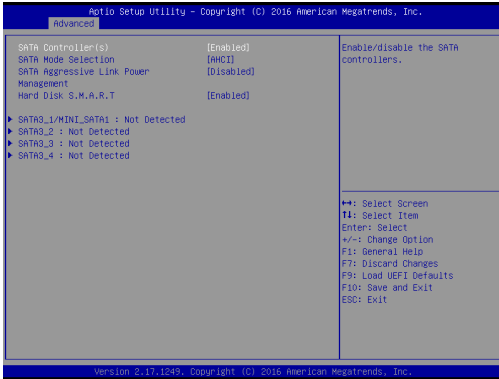 Aptio Setup Utility – Copyright (C) 2016 American Megatrends, Inc.
Advanced
SATA Controller(s) [Enabled]
SATA Mode Selection [AHCI]
SATA Aggressive Link Power [Disabled]
Management
Hard Disk S.M.A.R.T [Enabled]
SATA3_1/MINI_SATA1 : Not Detected
SATA3_2 : Not Detected
SATA3_3 : Not Detected
SATA3_4 : Not Detected
Enable/disable the SATA
controllers.
↔: Select Screen
↑↓: Select Item
Enter: Select
+/-: Change Option
F1: General Help
F7: Discard Changes
F9: Load UEFI Defaults
F10: Save and Exit
ESC: Exit
Version 2.17.1249. Copyright (C) 2016 American Megatrends, Inc.